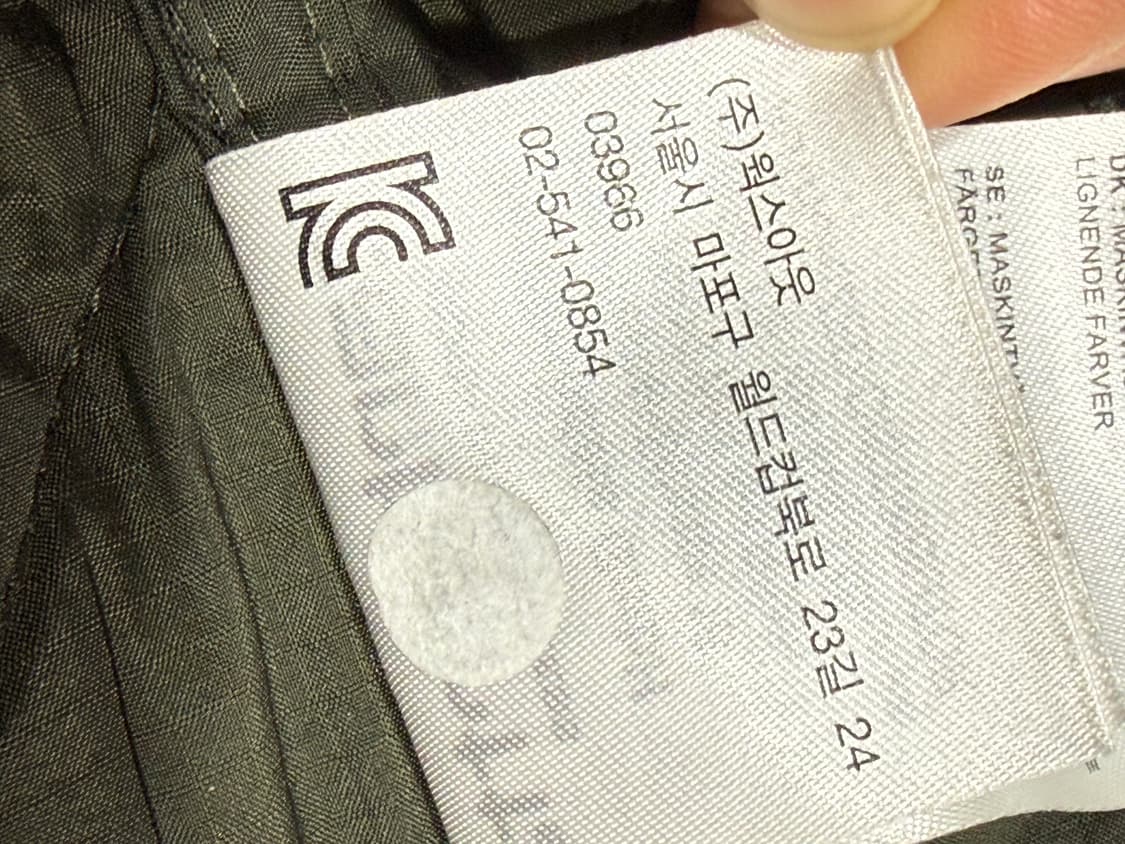 (주)웍스아웃
서울시 마포구 월드컵북로 23길 24
03966
02-541-0854
SE : MASKINTV
LIGNENDE FARVER